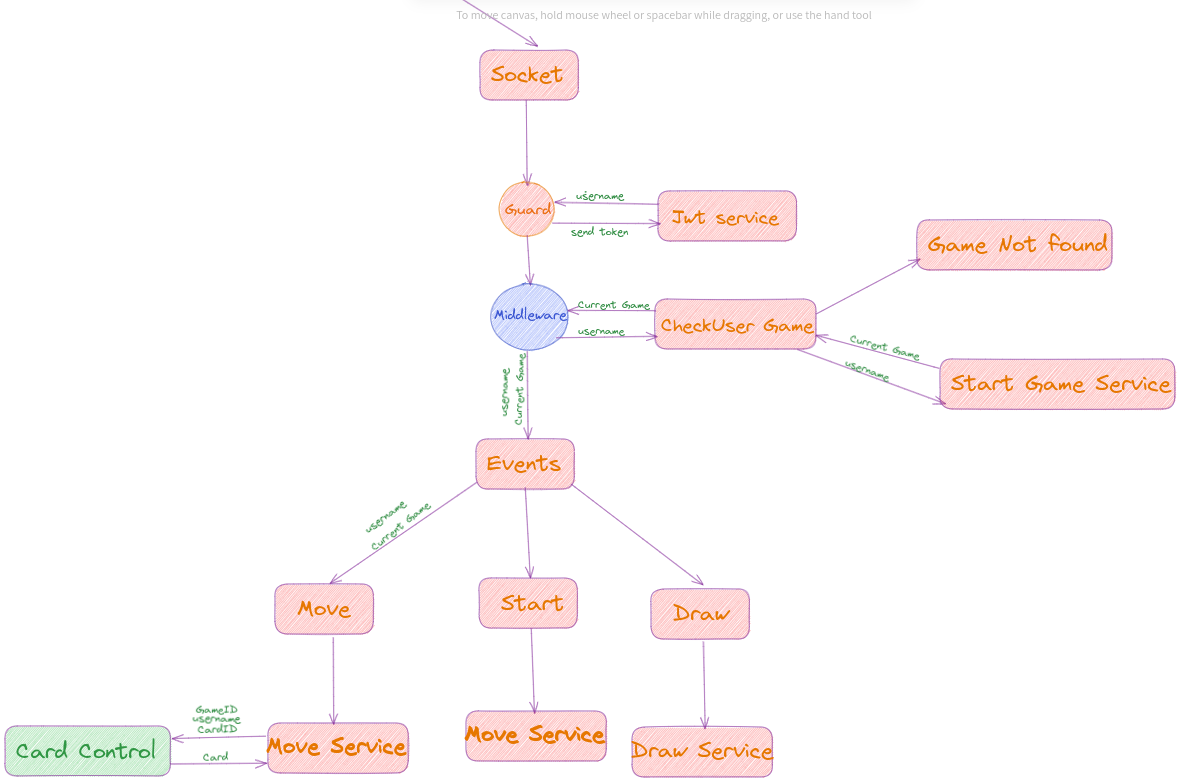 To move canvas, hold mouse wheel or spacebar while dragging, or use the hand tool
Socket
Guard
username
send token
Jwt service
Game Not found
Middleware
Current Game
username
CheckUser Game
Current Game
username
Start Game Service
username
Current Game
Events
username
Current Game
Move
Start
Draw
GameID
username
CardID
Card
Card Control
Move Service
Move Service
Draw Service